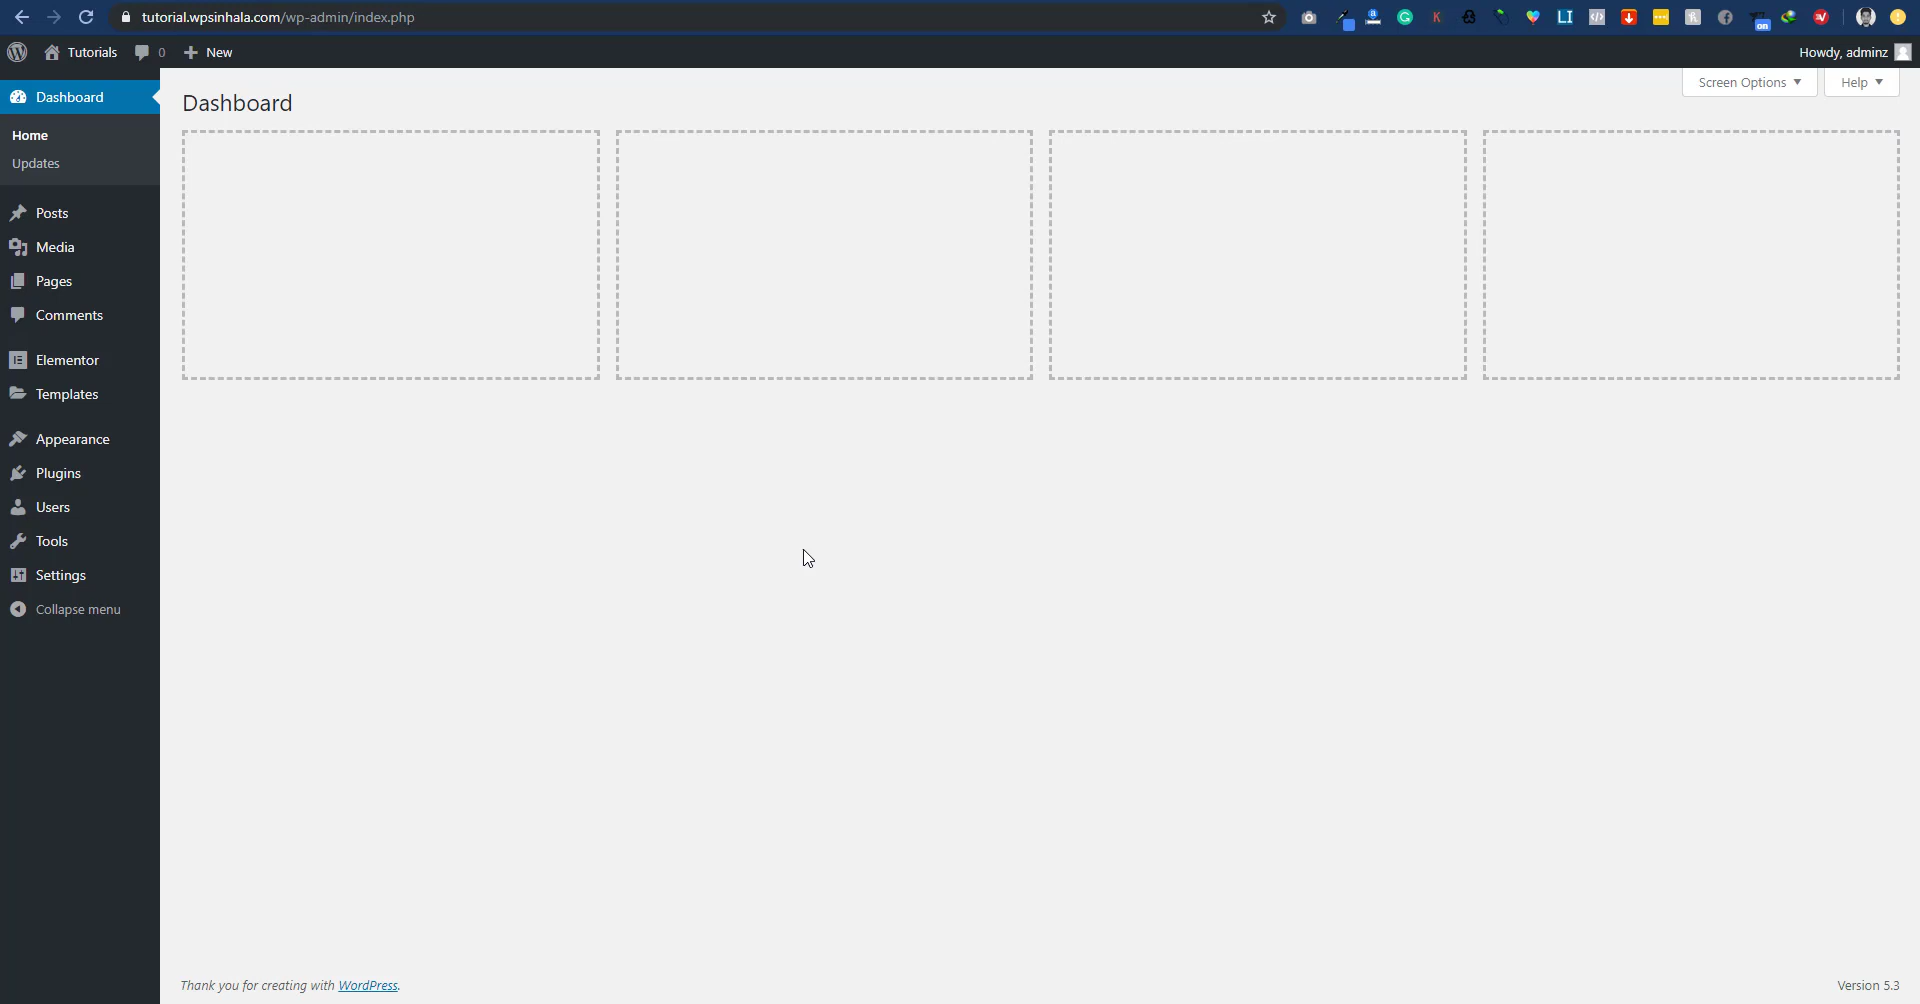 tutorial.wpsinhala.com/wp-admin/index.php
Tutorials 0 New
Howdy, adminz
Dashboard
Home
Updates
Posts
Media
Pages
Comments
Elementor
Templates
Appearance
Plugins
Users
Tools
Settings
Collapse menu
Screen Options
Help
Dashboard
Thank you for creating with WordPress.
Version 5.3